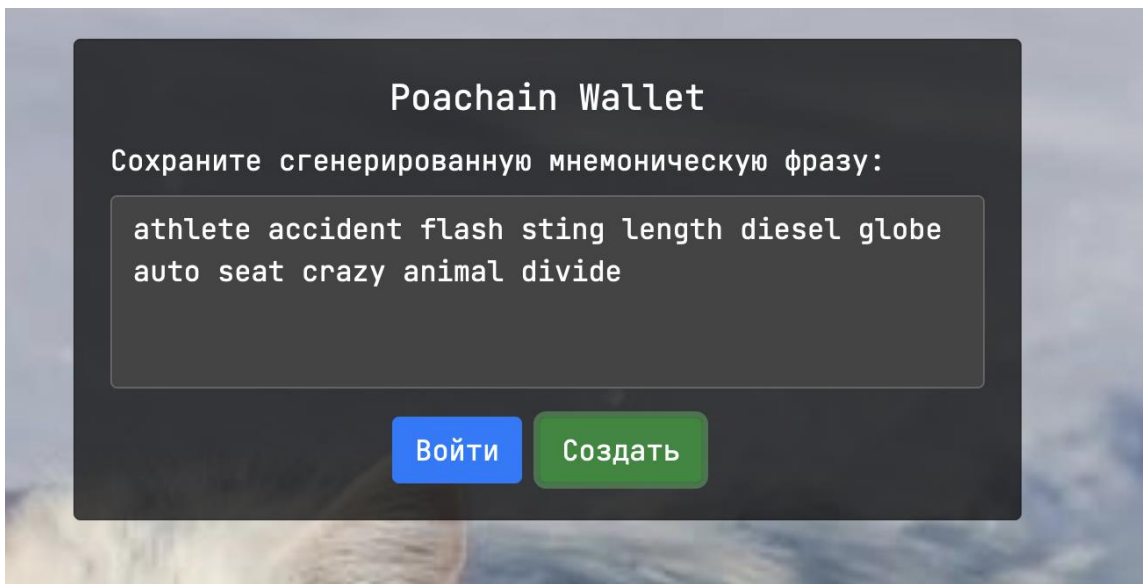 Poachain Wallet
Сохраните сгенерированную мнемоническую фразу:
athlete accident flash sting length diesel globe
auto seat crazy animal divide
Войти Создать